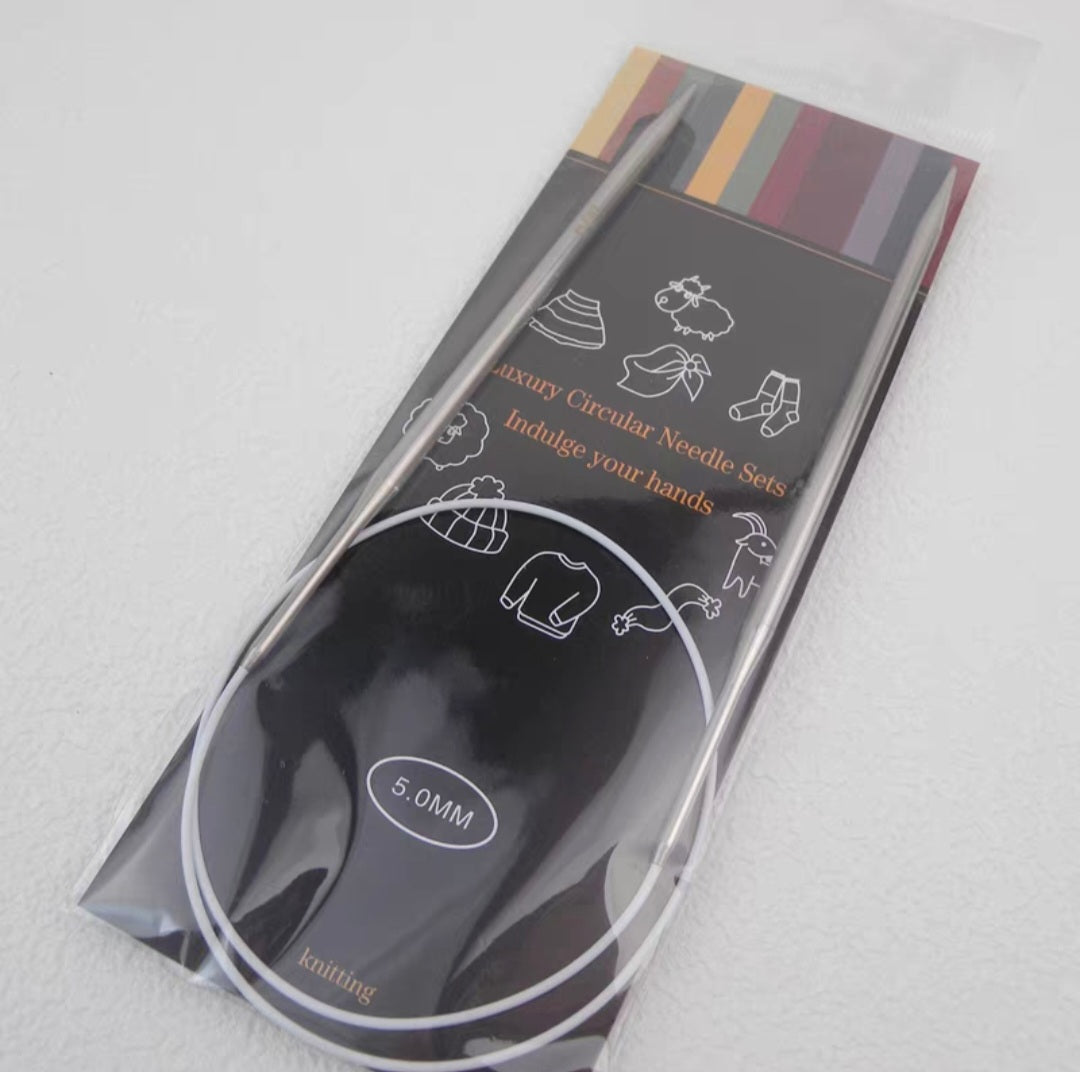 Luxury Circular Needle Sets
Indulge your hands
5.0MM
knitting